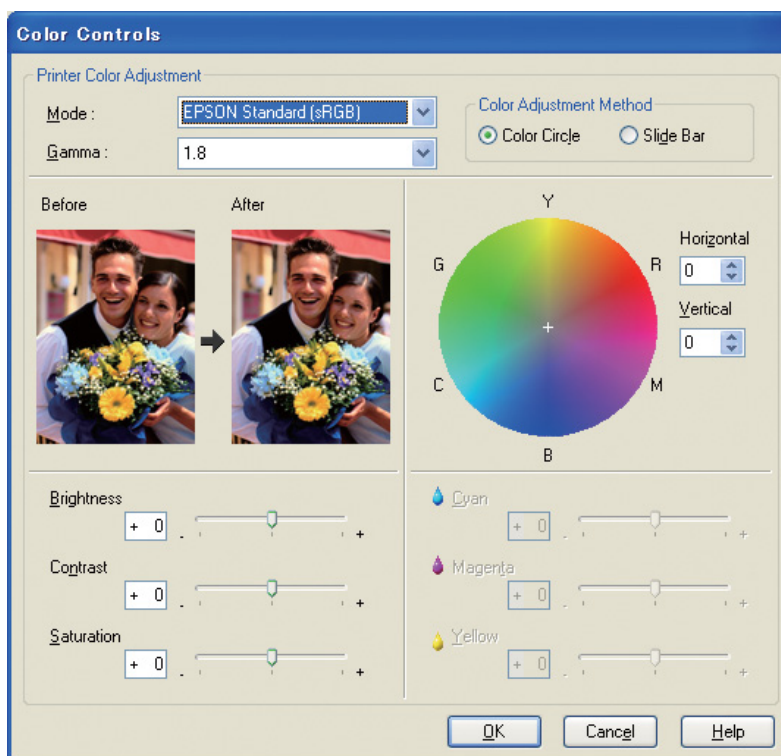 Color Controls
Printer Color Adjustment
Mode : EPSON Standard (sRGB)
Gamma : 1.8
Color Adjustment Method
Color Circle Slide Bar
Before After
Y
G R
C M
B
Horizontal
0
Vertical
0
Brightness
+ 0 - +
Contrast
+ 0 - +
Saturation
+ 0 - +
Cyan
+ 0 - +
Magenta
+ 0 - +
Yellow
+ 0 - +
OK Cancel Help